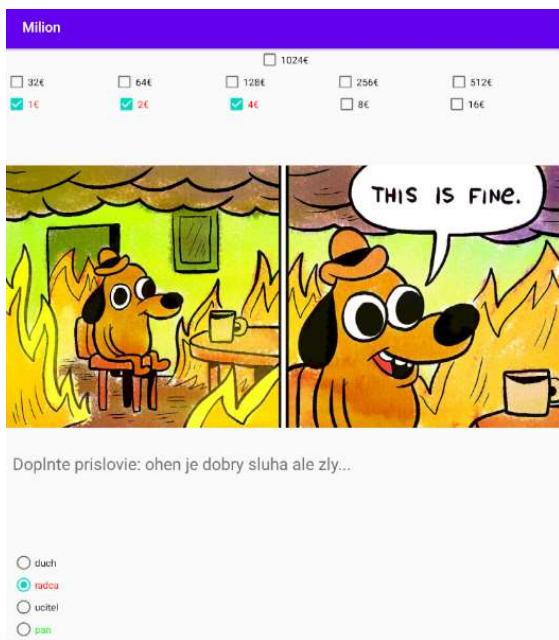 Milion
1024€
32€ 64€ 128€ 256€ 512€
1€ 2€ 4€ 8€ 16€
THIS IS FINE.
Doplnte prislovie: ohen je dobry sluha ale zly...
duch
radca
ucitel
pan